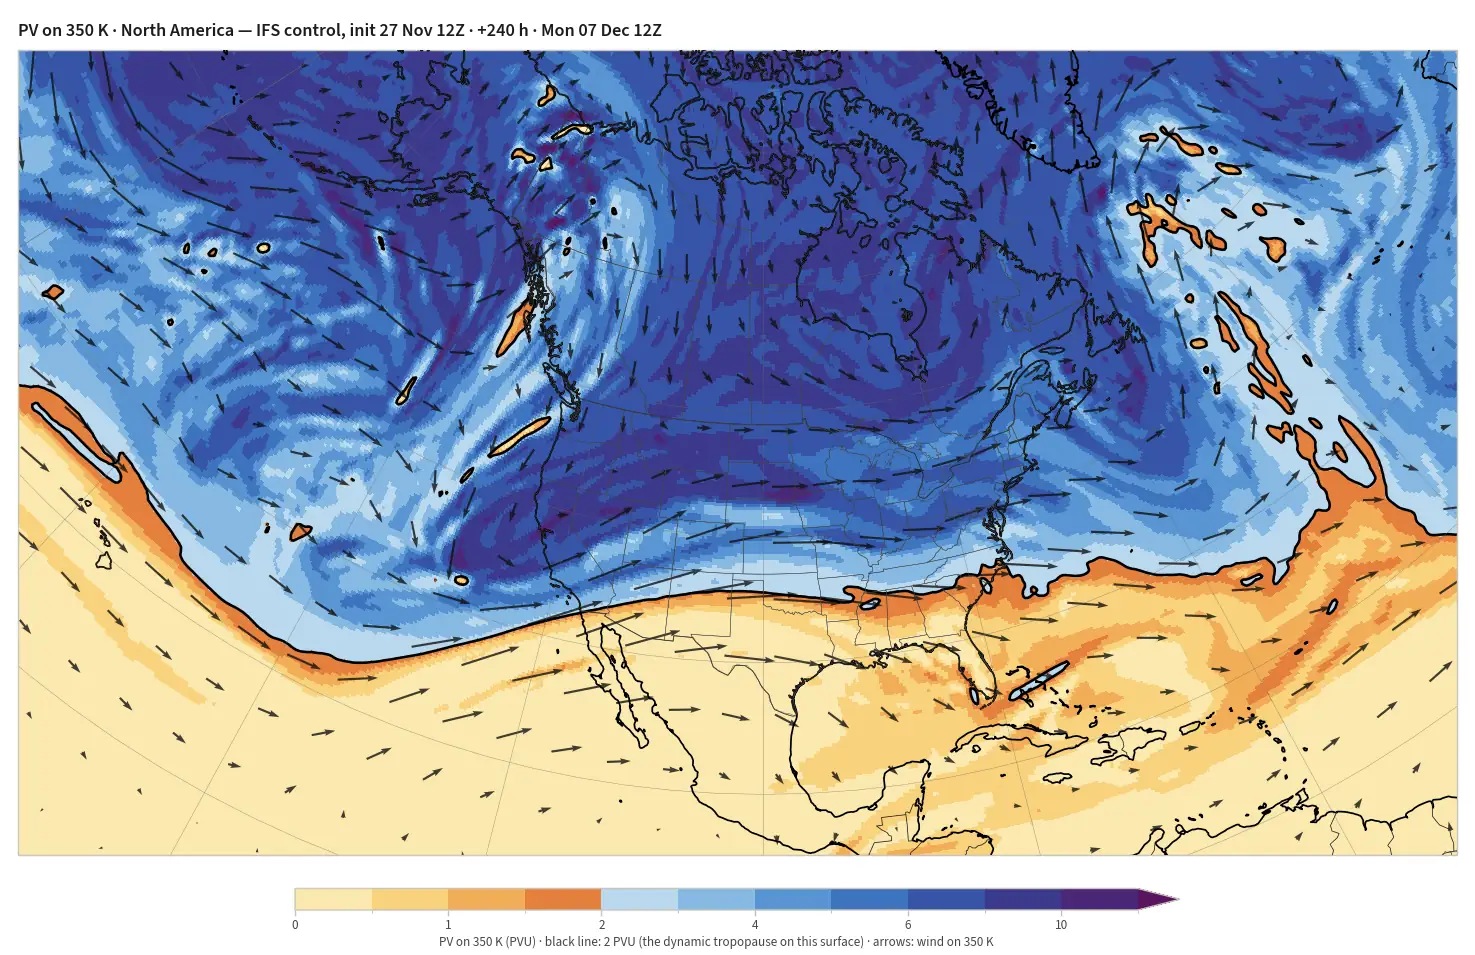 PV on 350 K · North America — IFS control, init 27 Nov 12Z · +240 h · Mon 07 Dec 12Z
0 1 2 4 6 10
PV on 350 K (PVU) · black line: 2 PVU (the dynamic tropopause on this surface) · arrows: wind on 350 K